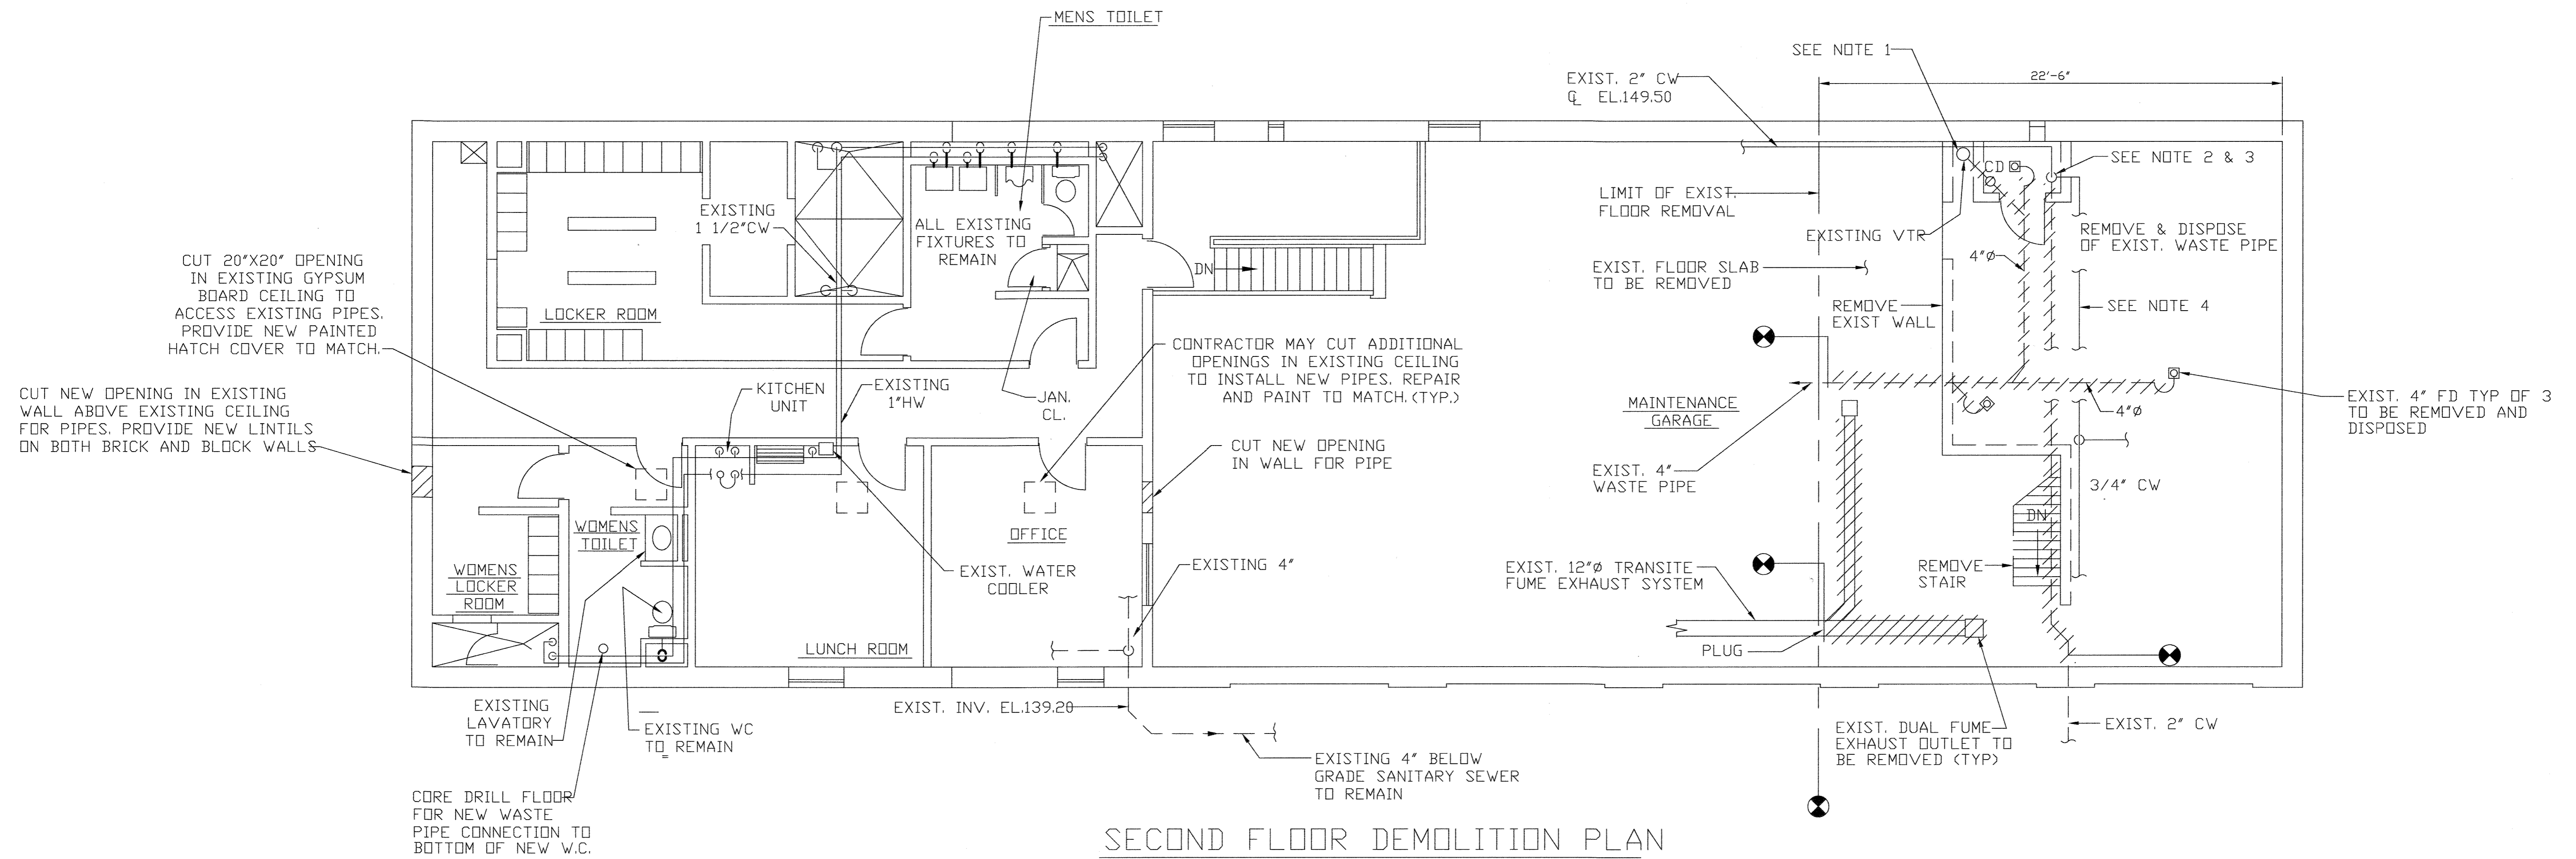 MENS TOILET
SEE NOTE 1
EXIST. 2" CW
℄ EL.149.50
22'-6"
SEE NOTE 2 & 3
CD
LIMIT OF EXIST.
FLOOR REMOVAL
EXISTING VTR
REMOVE & DISPOSE
OF EXIST. WASTE PIPE
EXISTING
1 1/2"CW
ALL EXISTING
FIXTURES TO
REMAIN
CUT 20"X20" OPENING
IN EXISTING GYPSUM
BOARD CEILING TO
ACCESS EXISTING PIPES.
PROVIDE NEW PAINTED
HATCH COVER TO MATCH.
DN
EXIST. FLOOR SLAB
TO BE REMOVED
4"Ø
REMOVE
EXIST WALL
SEE NOTE 4
LOCKER ROOM
CONTRACTOR MAY CUT ADDITIONAL
OPENINGS IN EXISTING CEILING
TO INSTALL NEW PIPES. REPAIR
AND PAINT TO MATCH. (TYP.)
CUT NEW OPENING IN EXISTING
WALL ABOVE EXISTING CEILING
FOR PIPES. PROVIDE NEW LINTILS
ON BOTH BRICK AND BLOCK WALLS
KITCHEN
UNIT
EXISTING
1"HW
JAN.
CL.
MAINTENANCE
GARAGE
4"Ø
EXIST. 4" FD TYP OF 3
TO BE REMOVED AND
DISPOSED
CUT NEW OPENING
IN WALL FOR PIPE
EXIST. 4"
WASTE PIPE
3/4" CW
DN
WOMENS
TOILET
OFFICE
WOMENS
LOCKER
ROOM
EXIST. WATER
COOLER
EXISTING 4"
EXIST. 12"Ø TRANSITE
FUME EXHAUST SYSTEM
REMOVE
STAIR
LUNCH ROOM
PLUG
EXISTING
LAVATORY
TO REMAIN
EXISTING WC
TO REMAIN
EXIST. INV. EL.139.20
EXIST. DUAL FUME
EXHAUST OUTLET TO
BE REMOVED (TYP)
EXIST. 2" CW
EXISTING 4" BELOW
GRADE SANITARY SEWER
TO REMAIN
CORE DRILL FLOOR
FOR NEW WASTE
PIPE CONNECTION TO
BOTTOM OF NEW W.C.
SECOND FLOOR DEMOLITION PLAN